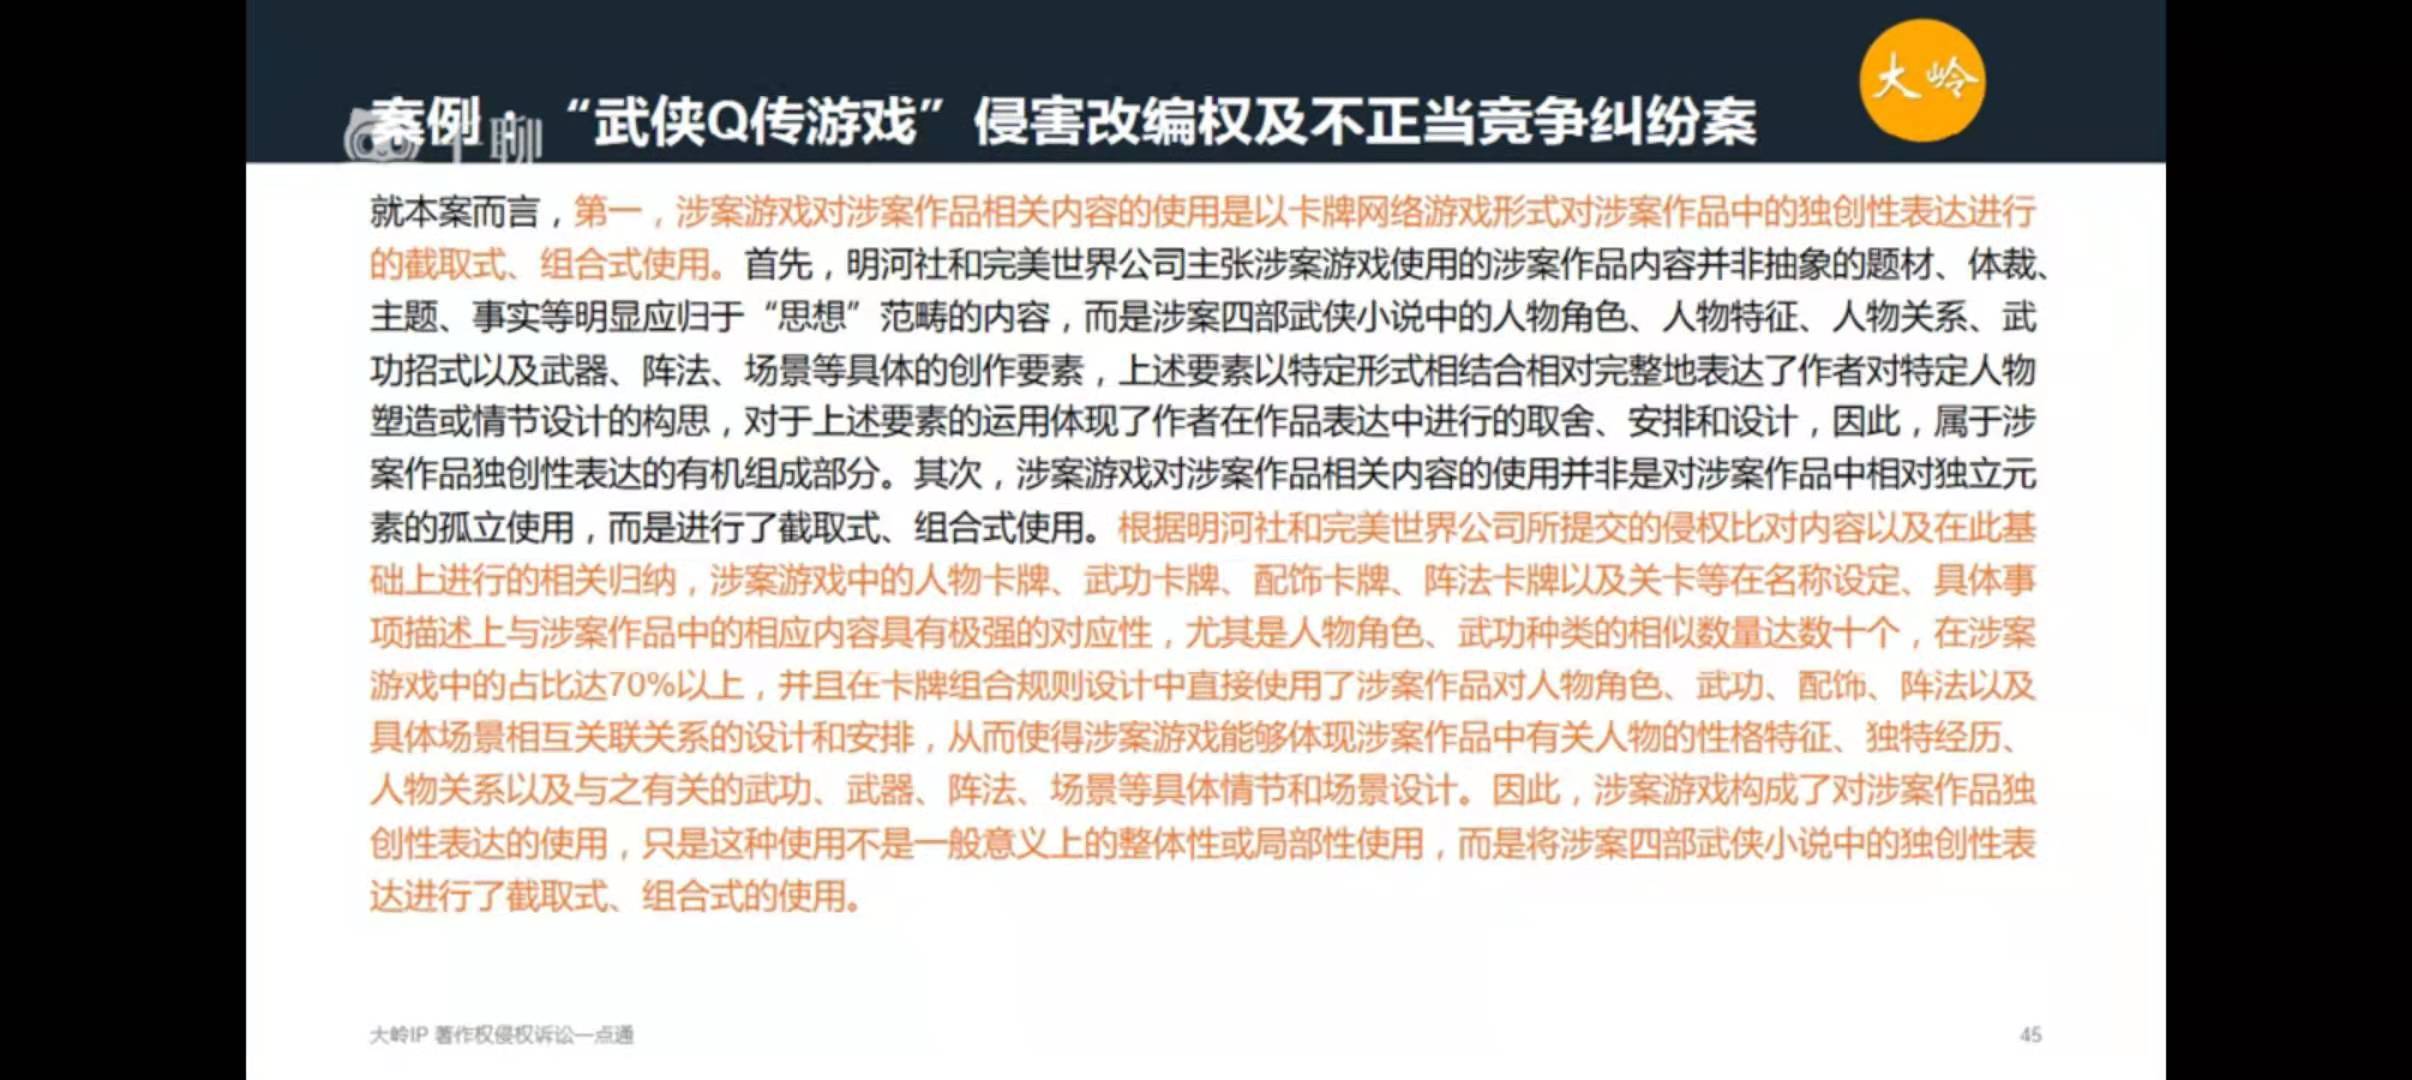 案例：“武侠Q传游戏”侵害改编权及不正当竞争纠纷案
大岭
千聊
就本案而言，第一，涉案游戏对涉案作品相关内容的使用是以卡牌网络游戏形式对涉案作品中的独创性表达进行
的截取式、组合式使用。首先，明河社和完美世界公司主张涉案游戏使用的涉案作品内容并非抽象的题材、体裁、
主题、事实等明显应归于“思想”范畴的内容，而是涉案四部武侠小说中的人物角色、人物特征、人物关系、武
功招式以及武器、阵法、场景等具体的创作要素，上述要素以特定形式相结合相对完整地表达了作者对特定人物
塑造或情节设计的构思，对于上述要素的运用体现了作者在作品表达中进行的取舍、安排和设计，因此，属于涉
案作品独创性表达的有机组成部分。其次，涉案游戏对涉案作品相关内容的使用并非是对涉案作品中相对独立元
素的孤立使用，而是进行了截取式、组合式使用。根据明河社和完美世界公司所提交的侵权比对内容以及在此基
础上进行的相关归纳，涉案游戏中的人物卡牌、武功卡牌、配饰卡牌、阵法卡牌以及关卡等在名称设定、具体事
项描述上与涉案作品中的相应内容具有极强的对应性，尤其是人物角色、武功种类的相似数量达数十个，在涉案
游戏中的占比达70%以上，并且在卡牌组合规则设计中直接使用了涉案作品对人物角色、武功、配饰、阵法以及
具体场景相互关联关系的设计和安排，从而使得涉案游戏能够体现涉案作品中有关人物的性格特征、独特经历、
人物关系以及与之有关的武功、武器、阵法、场景等具体情节和场景设计。因此，涉案游戏构成了对涉案作品独
创性表达的使用，只是这种使用不是一般意义上的整体性或局部性使用，而是将涉案四部武侠小说中的独创性表
达进行了截取式、组合式的使用。
大岭IP 著作权侵权诉讼一点通
45